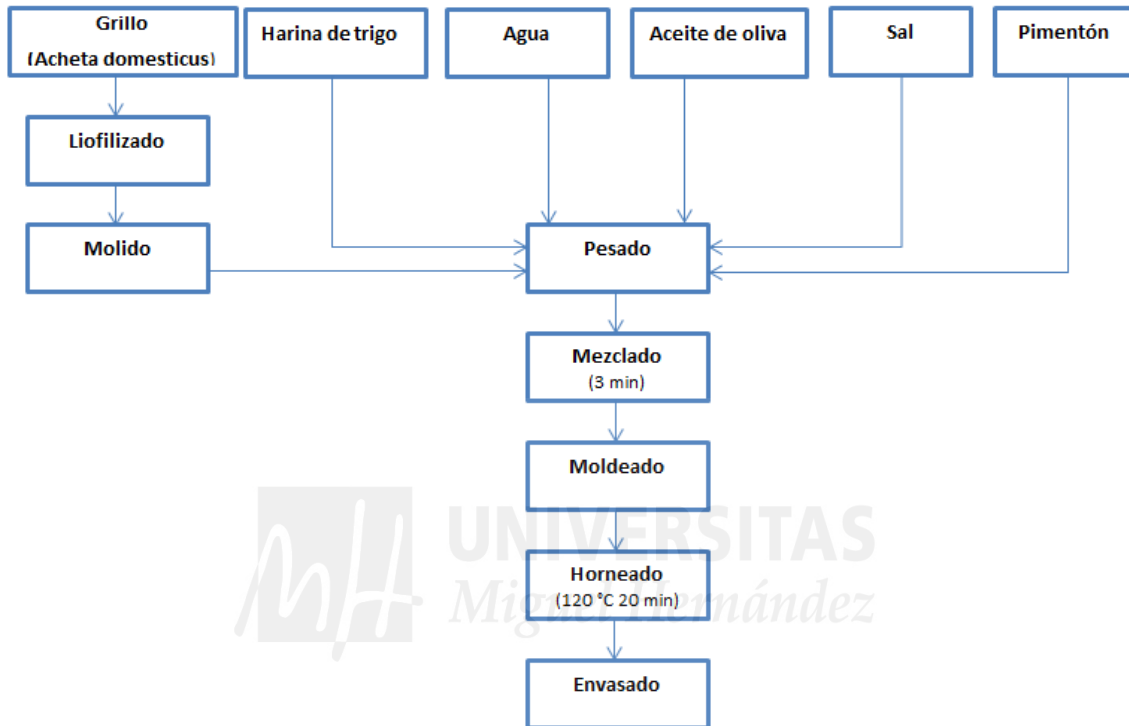 Grillo
(Acheta domesticus)
Harina de trigo
Agua
Aceite de oliva
Sal
Pimentón
Liofilizado
Molido
Pesado
Mezclado
(3 min)
Moldeado
UNIVERSITAS
Miguel Hernández
Horneado
(120 °C 20 min)
Envasado